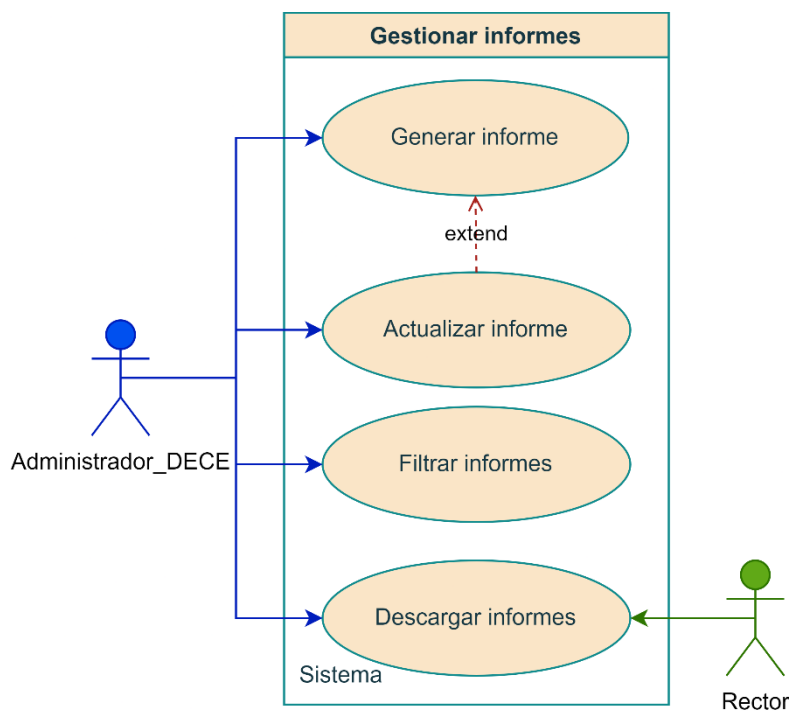 Gestionar informes
Generar informe
extend
Actualizar informe
Administrador_DECE
Filtrar informes
Descargar informes
Sistema
Rector